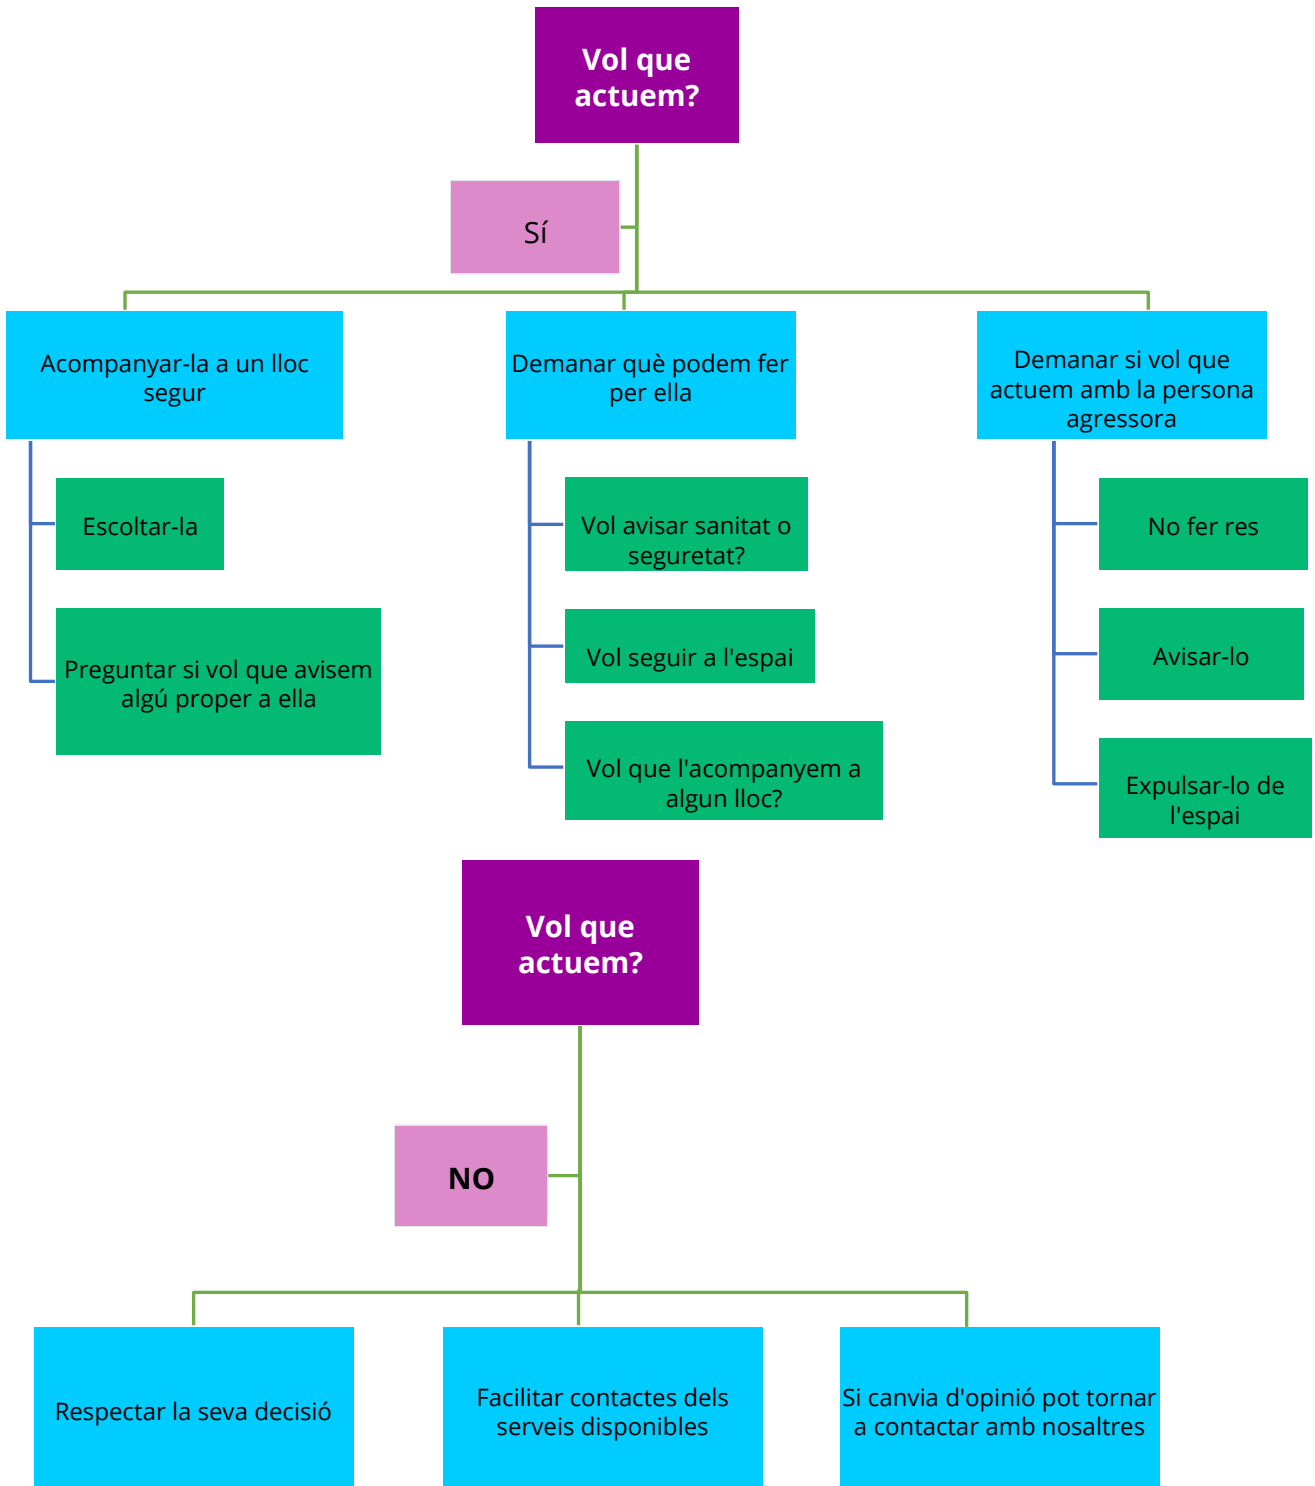 Vol que
actuem?
Sí
Acompanyar-la a un lloc
segur
Escoltar-la
Preguntar si vol que avisem
algú proper a ella
Demanar què podem fer
per ella
Vol avisar sanitat o
seguretat?
Vol seguir a l'espai
Vol que l'acompanyem a
algun lloc?
Demanar si vol que
actuem amb la persona
agressora
No fer res
Avisar-lo
Expulsar-lo de
l'espai
Vol que
actuem?
NO
Respectar la seva decisió
Facilitar contactes dels
serveis disponibles
Si canvia d'opinió pot tornar
a contactar amb nosaltres